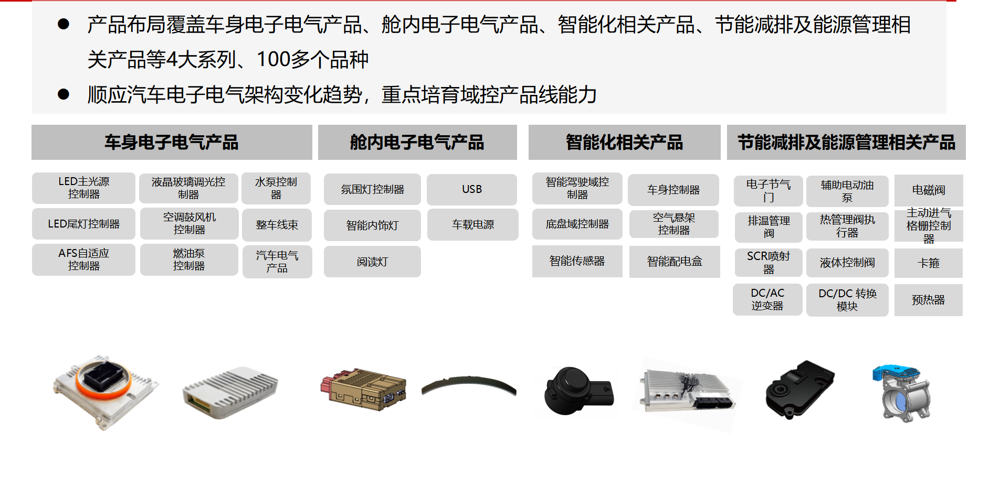 ● 产品布局覆盖车身电子电气产品、舱内电子电气产品、智能化相关产品、节能减排及能源管理相
关产品等4大系列、100多个品种
● 顺应汽车电子电气架构变化趋势，重点培育域控产品线能力
车身电子电气产品
LED主光源
控制器
液晶玻璃调光控
制器
水泵控制
器
LED尾灯控制器
空调鼓风机
控制器
整车线束
AFS自适应
控制器
燃油泵
控制器
汽车电气
产品
舱内电子电气产品
氛围灯控制器
USB
智能内饰灯
车载电源
阅读灯
智能化相关产品
智能驾驶域控
制器
车身控制器
底盘域控制器
空气悬架
控制器
智能传感器
智能配电盒
节能减排及能源管理相关产品
电子节气
门
辅助电动油
泵
电磁阀
排温管理
阀
热管理阀执
行器
主动进气
格栅控制
器
SCR喷射
器
液体控制阀
卡箍
DC/AC
逆变器
DC/DC 转换
模块
预热器